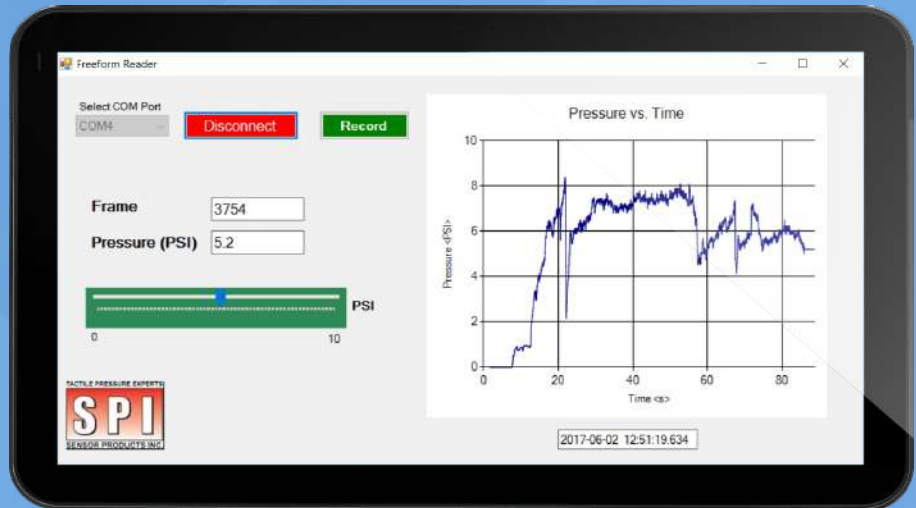 Freeform Reader
Select COM Port
COM4
Disconnect
Record
Frame
3754
Pressure (PSI)
5.2
PSI
0
10
TACTILE PRESSURE EXPERTS
SPI
SENSOR PRODUCTS INC.
Pressure vs. Time
Pressure <PSI>
10
8
6
4
2
0
0
20
40
60
80
Time <s>
2017-06-02 12:51:19.634